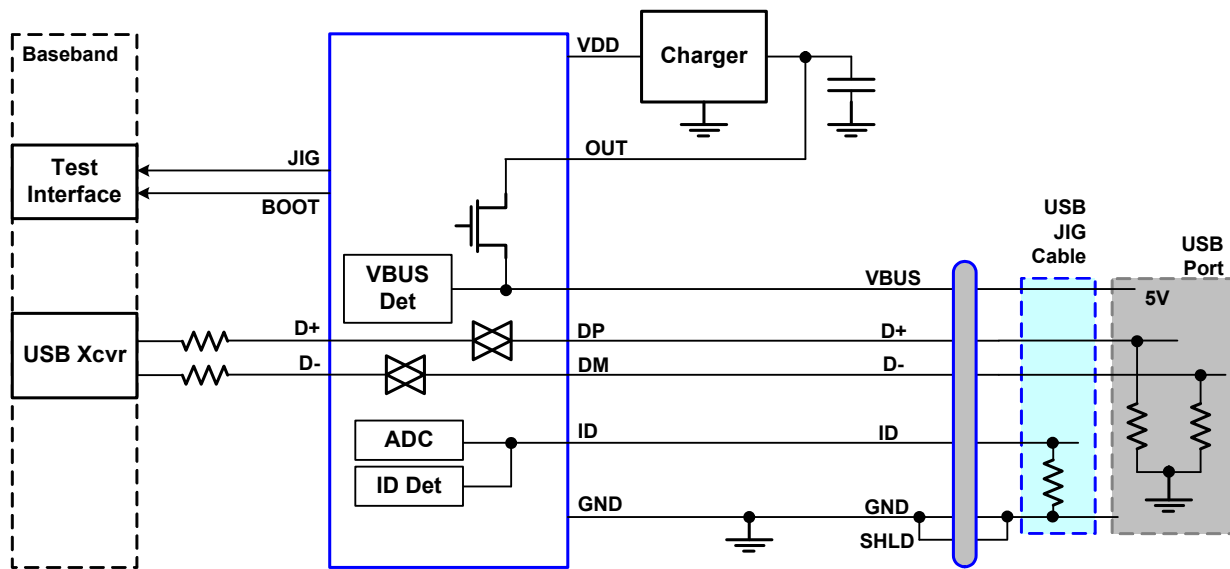 Baseband
VDD
Charger
OUT
Test
Interface
JIG
BOOT
USB
JIG
Cable
USB
Port
VBUS
Det
VBUS
5V
USB Xcvr
D+
DP
D+
D-
DM
D-
ADC
ID
ID
ID Det
GND
GND
SHLD